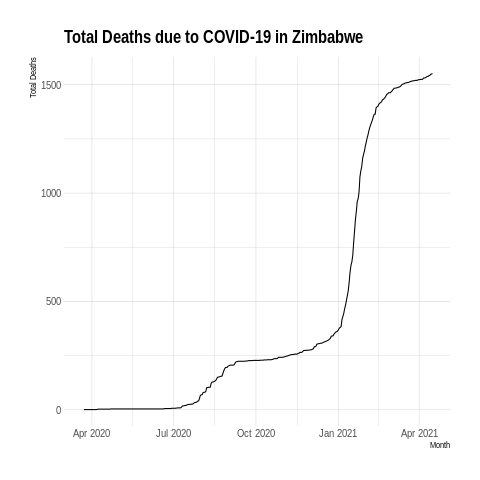 Total Deaths due to COVID-19 in Zimbabwe
Total Deaths
1500
1000
500
0
Apr 2020 Jul 2020 Oct 2020 Jan 2021 Apr 2021
Month